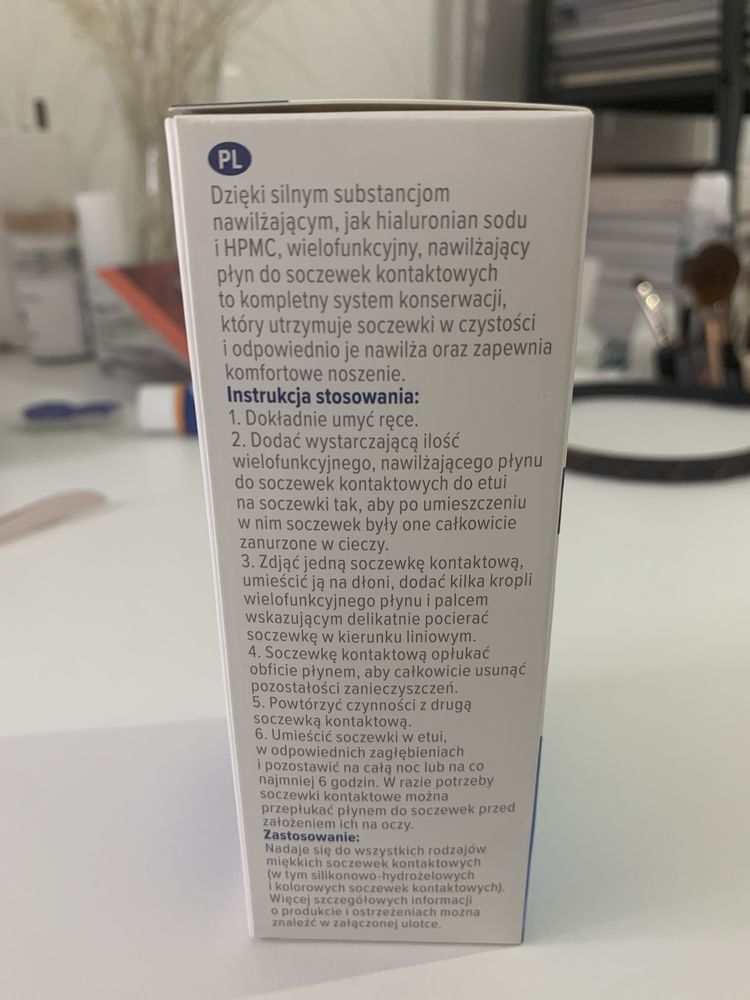 PL
Dzięki silnym substancjom
nawilżającym, jak hialuronian sodu
i HPMC, wielofunkcyjny, nawilżający
płyn do soczewek kontaktowych
to kompletny system konserwacji,
który utrzymuje soczewki w czystości
i odpowiednio je nawilża oraz zapewnia
komfortowe noszenie.
Instrukcja stosowania:
1. Dokładnie umyć ręce.
2. Dodać wystarczającą ilość
wielofunkcyjnego, nawilżającego płynu
do soczewek kontaktowych do etui
na soczewki tak, aby po umieszczeniu
w nim soczewek były one całkowicie
zanurzone w cieczy.
3. Zdjąć jedną soczewkę kontaktową,
umieścić ją na dłoni, dodać kilka kropli
wielofunkcyjnego płynu i palcem
wskazującym delikatnie pocierać
soczewkę w kierunku liniowym.
4. Soczewkę kontaktową opłukać
obficie płynem, aby całkowicie usunąć
pozostałości zanieczyszczeń.
5. Powtórzyć czynności z drugą
soczewką kontaktową.
6. Umieścić soczewki w etui,
w odpowiednich zagłębieniach
i pozostawić na całą noc lub na co
najmniej 6 godzin. W razie potrzeby
soczewki kontaktowe można
przepłukać płynem do soczewek przed
założeniem ich na oczy.
Zastosowanie:
Nadaje się do wszystkich rodzajów
miękkich soczewek kontaktowych
(w tym silikonowo-hydrożelowych
i kolorowych soczewek kontaktowych).
Więcej szczegółowych informacji
o produkcie i ostrzeżeniach można
znaleźć w załączonej ulotce.